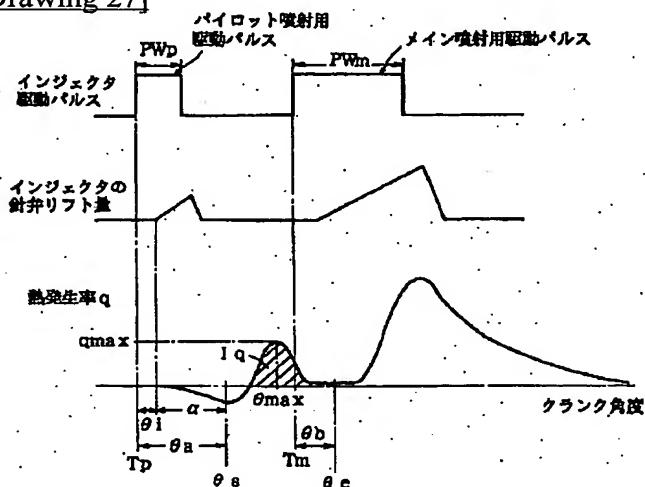 Drawing 27]
パイロット噴射用
駆動パルス
メイン噴射用駆動パルス
PWp
PWm
インジェクタ
駆動パルス
インジェクタの
針弁リフト量
熱発生率q
qmax
Iq
θmax
クランク角度
θi
α
θa
θb
Tp
Tm
θs
θe